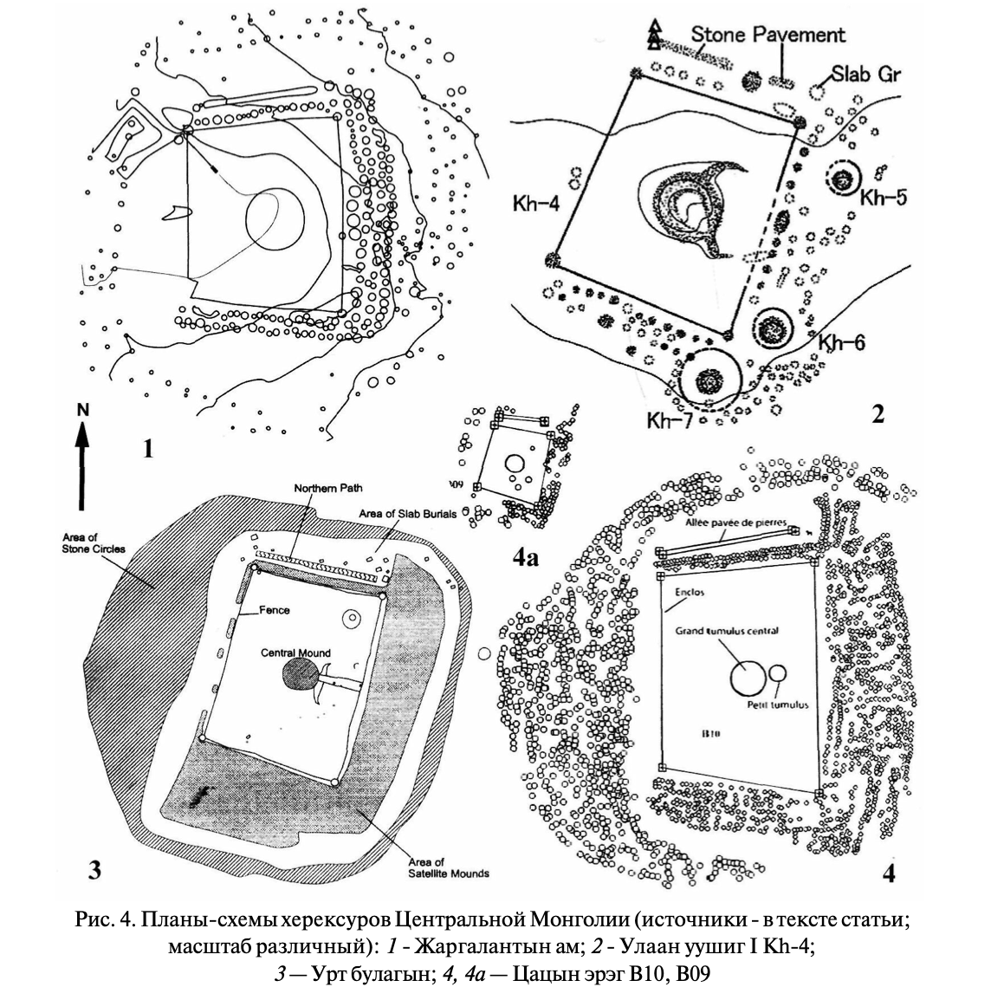 Stone Pavement
Slab Gr
Kh-4
Kh-5
Kh-6
Kh-7
1
2
N
Northern Path
Area of Slab Burials
Area of
Stone Circles
Fence
Central Mound
Area of
Satellite Mounds
3
4a
Allée pavée de pierres
Enclos
Grand tumulus central
Petit tumulus
B10
4
Рис. 4. Планы-схемы херексуров Центральной Монголии (источники - в тексте статьи;
масштаб различный): 1 - Жаргалантын ам; 2 - Улаан уушиг I Kh-4;
3 — Урт булагын; 4, 4а — Цацын эрэг B10, B09